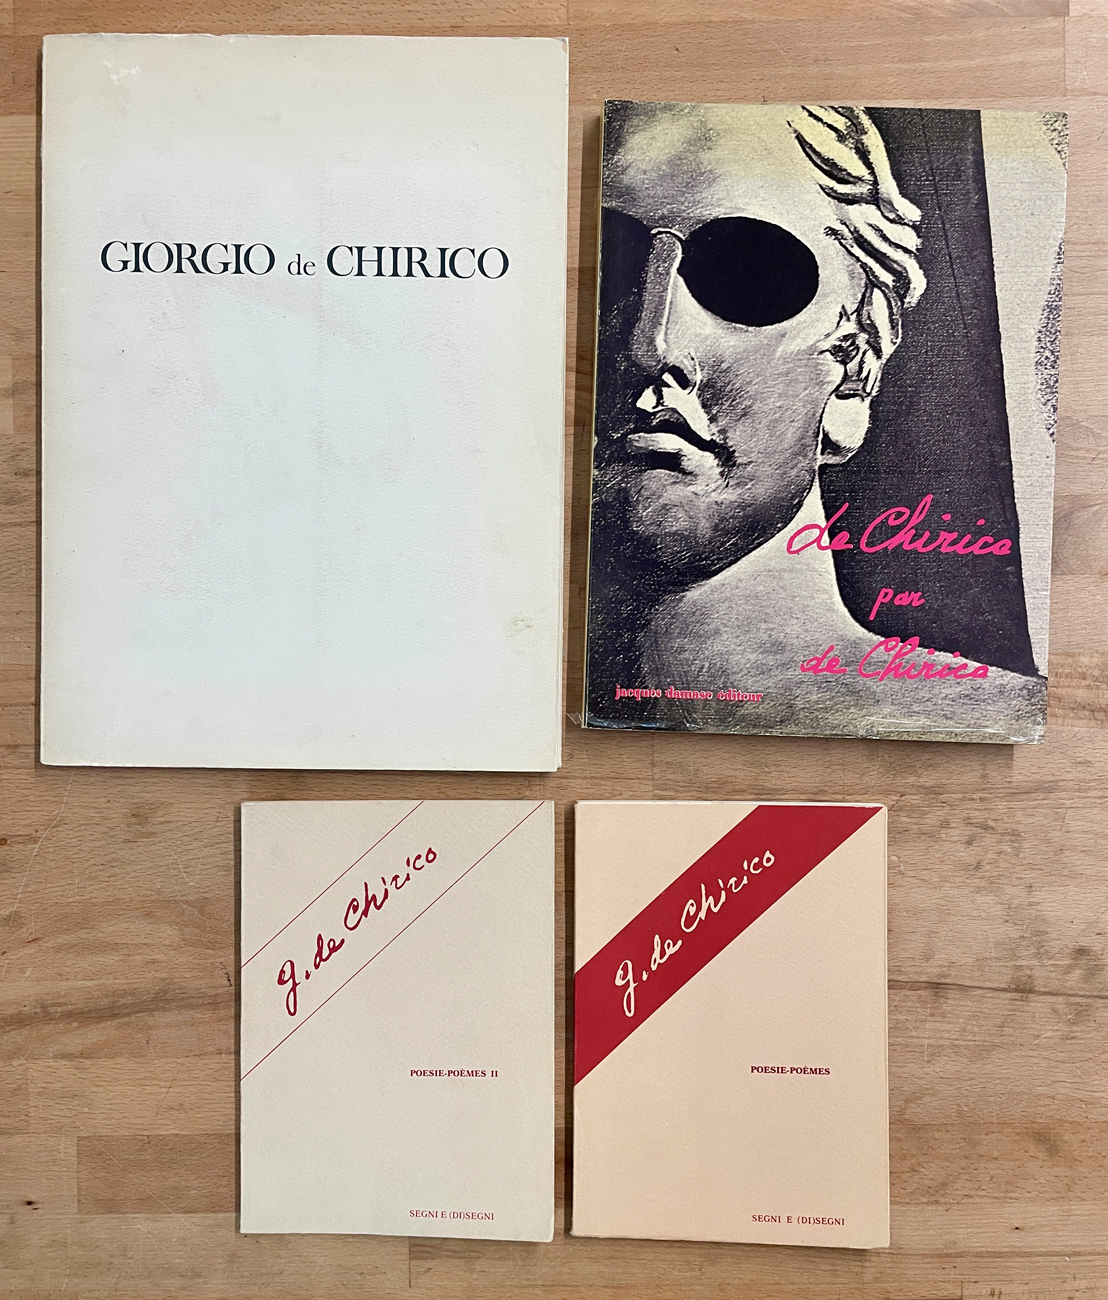 GIORGIO de CHIRICO
de Chirico
par
de Chirico
jacques damase éditeur
g. de Chirico
POESIE-POÈMES II
SEGNI E (DI)SEGNI
g. de Chirico
POESIE-POÈMES
SEGNI E (DI)SEGNI